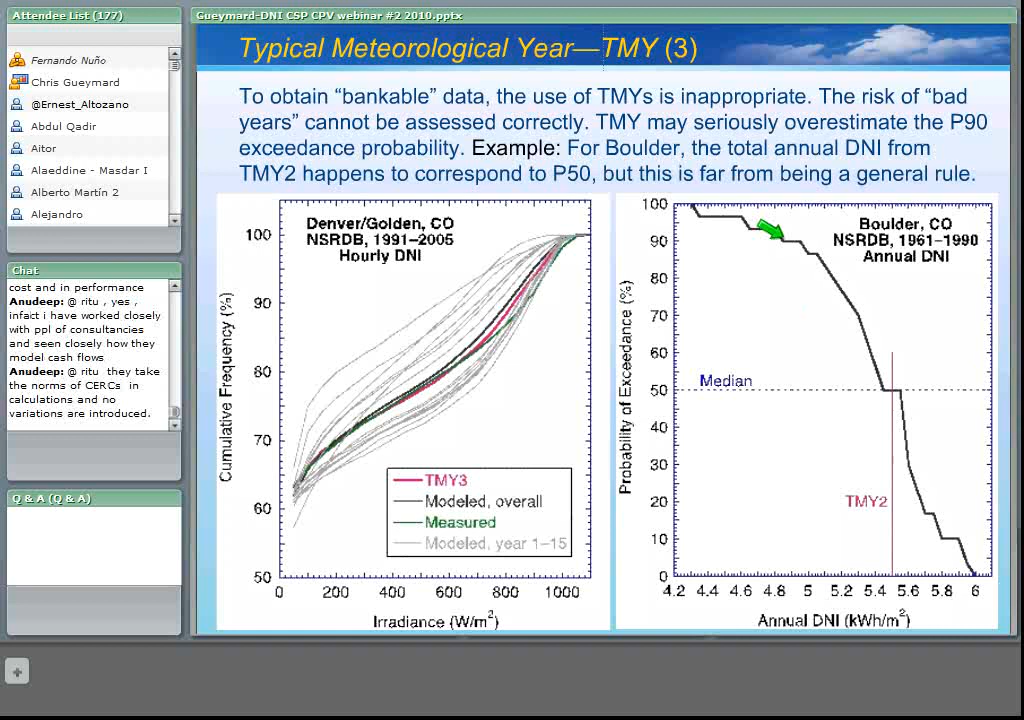 Attendee List (177)
Fernando Nuño
Chris Gueymard
@Ernest_Altozano
Abdul Qadir
Aitor
Alaeddine - Masdar I
Alberto Martín 2
Alejandro
Chat
cost and in performance
Anudeep: @ ritu , yes ,
infact i have worked closely
with ppl of consultancies
and seen closely how they
model cash flows
Anudeep: @ ritu they take
the norms of CERCs in
calculations and no
variations are introduced.
Q & A (Q & A)
Gueymard-DNI CSP CPV webinar #2 2010.pptx
Typical Meteorological Year—TMY (3)
To obtain “bankable” data, the use of TMYs is inappropriate. The risk of “bad
years” cannot be assessed correctly. TMY may seriously overestimate the P90
exceedance probability. Example: For Boulder, the total annual DNI from
TMY2 happens to correspond to P50, but this is far from being a general rule.
Denver/Golden, CO
NSRDB, 1991–2005
Hourly DNI
Cumulative Frequency (%)
100
90
80
70
60
50
TMY3
Modeled, overall
Measured
Modeled, year 1–15
0 200 400 600 800 1000
Irradiance (W/m²)
Boulder, CO
NSRDB, 1961–1990
Annual DNI
Probability of Exceedance (%)
100
90
80
70
60
50
40
30
20
10
0
Median
TMY2
4.2 4.4 4.6 4.8 5 5.2 5.4 5.6 5.8 6
Annual DNI (kWh/m²)